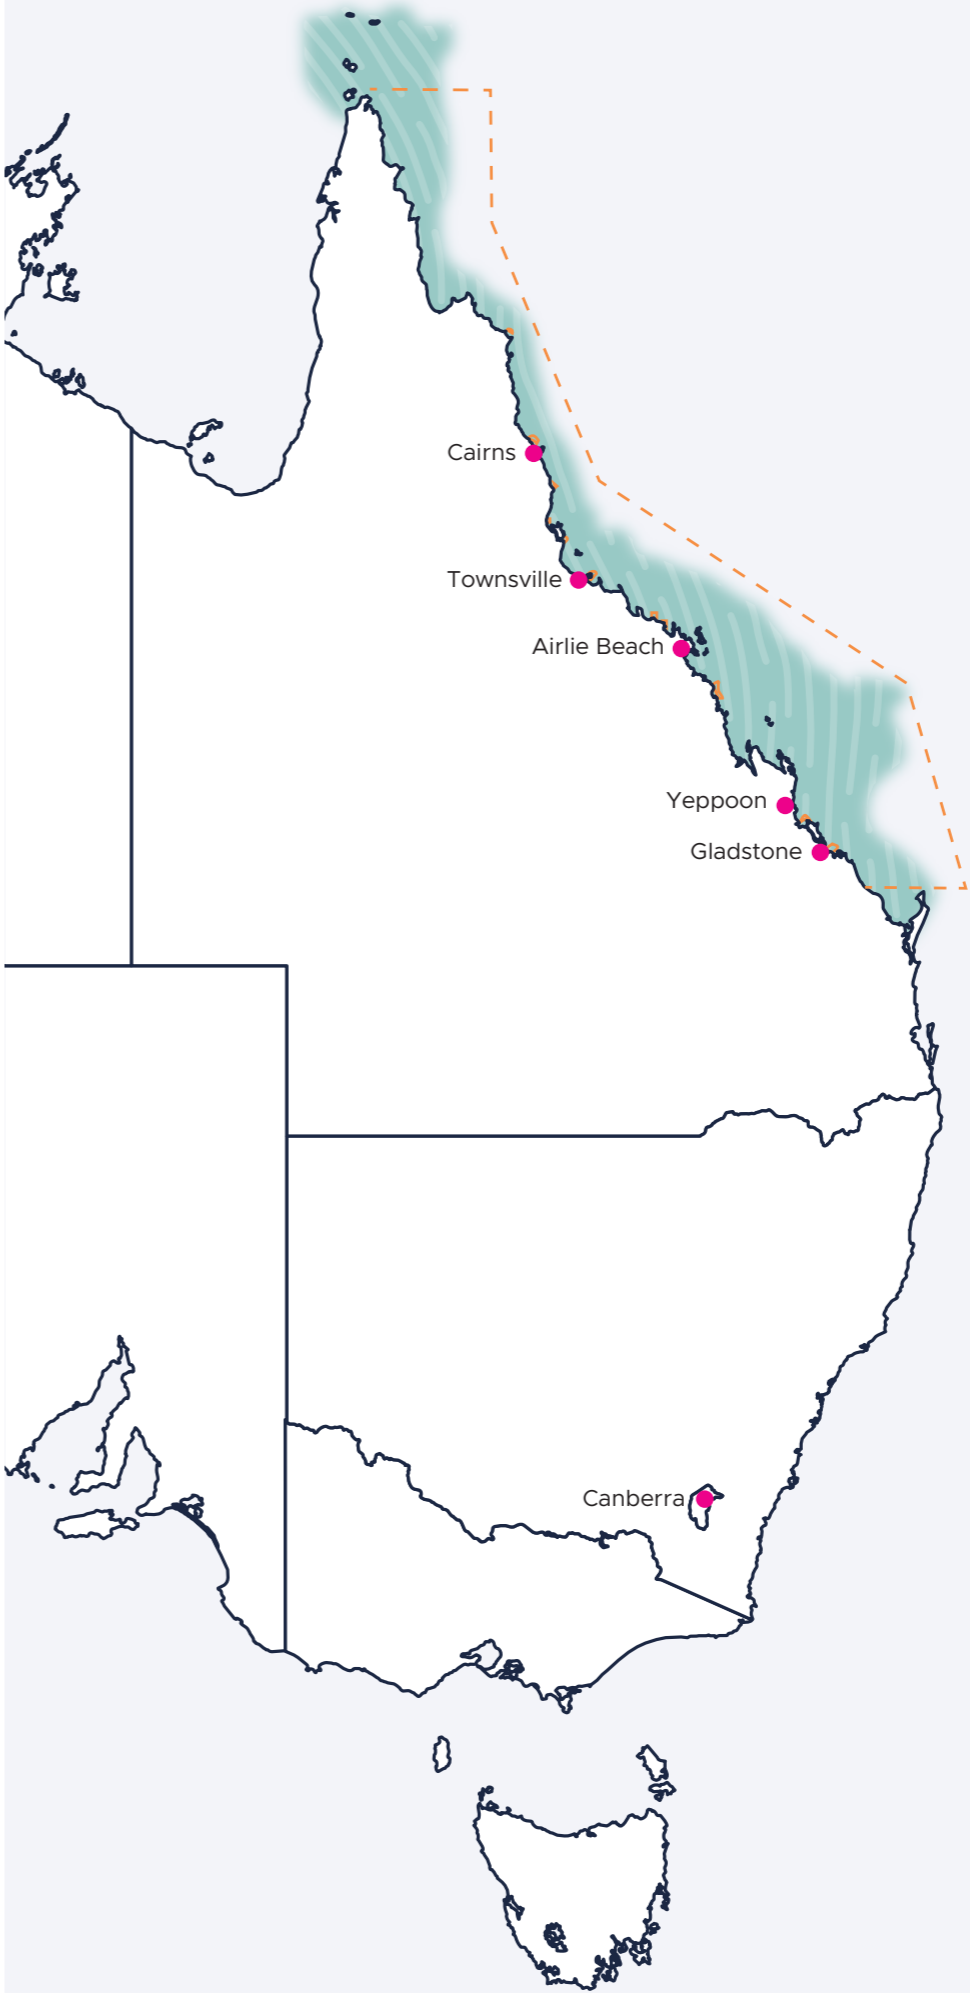 Cairns
Townsville
Airlie Beach
Yeppoon
Gladstone
Canberra